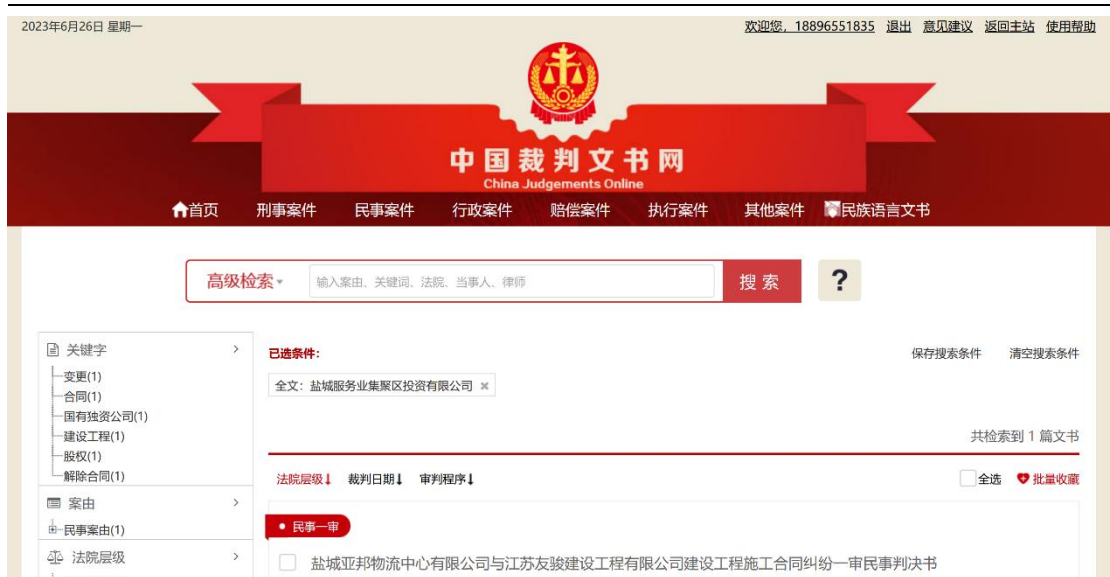 2023年6月26日 星期一
欢迎您，18896551835 退出 意见建议 返回主站 使用帮助
中国裁判文书网
China Judgements Online
首页 刑事案件 民事案件 行政案件 赔偿案件 执行案件 其他案件 民族语言文书
高级检索 输入案由、关键词、法院、当事人、律师 搜索 ?
关键字 >
变更(1)
合同(1)
国有独资公司(1)
建设工程(1)
股权(1)
解除合同(1)
案由 >
民事案由(1)
法院层级 >
已选条件:
保存搜索条件 清空搜索条件
全文：盐城服务业集聚区投资有限公司 ×
共检索到 1 篇文书
法院层级↓ 裁判日期↓ 审判程序↓
全选 批量收藏
民事一审
盐城亚邦物流中心有限公司与江苏友骏建设工程有限公司建设工程施工合同纠纷一审民事判决书